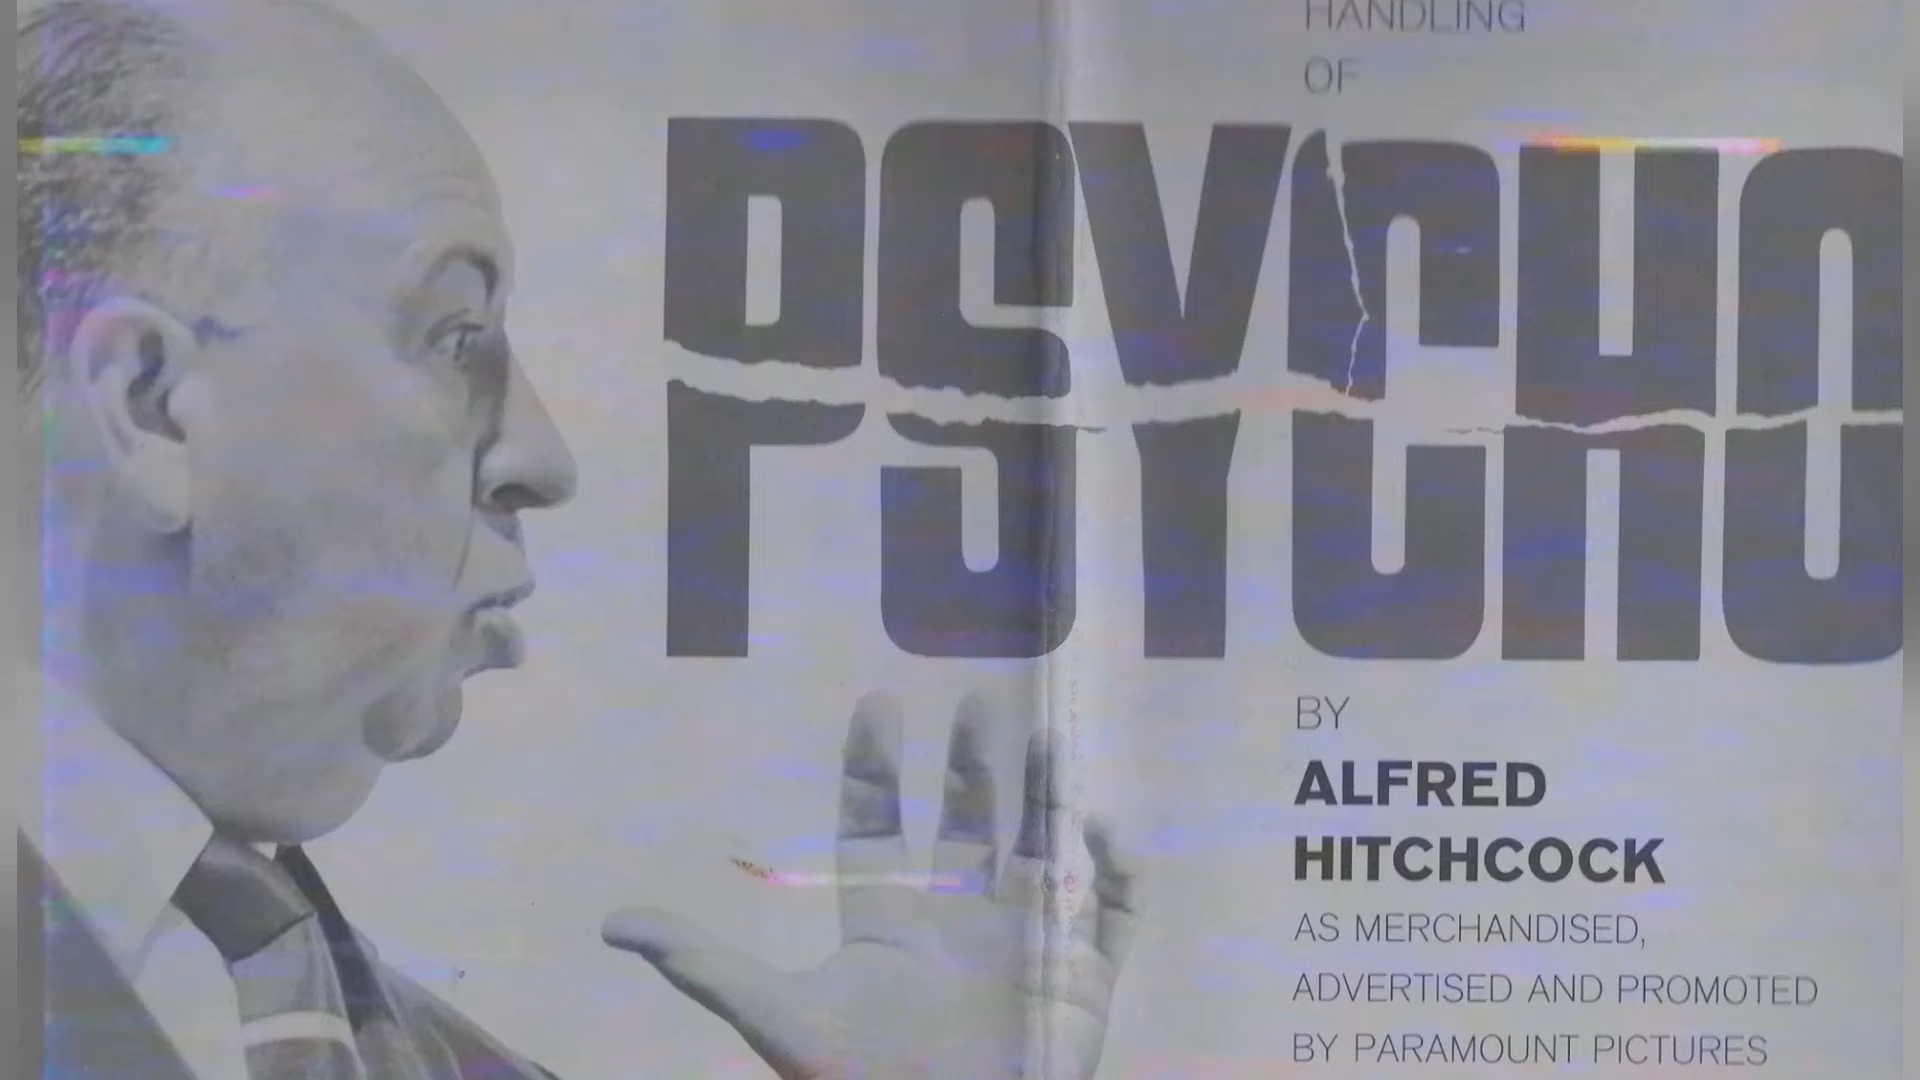 HANDLING
OF
PSYCHO
BY
ALFRED
HITCHCOCK
AS MERCHANDISED,
ADVERTISED AND PROMOTED
BY PARAMOUNT PICTURES